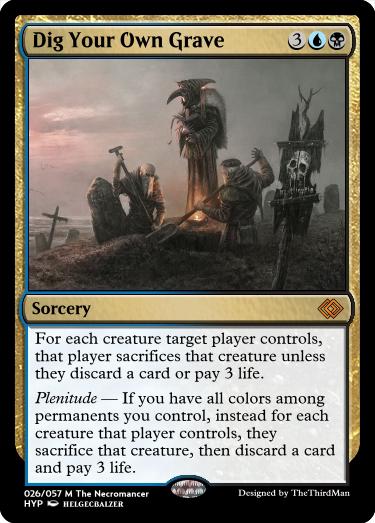 Dig Your Own Grave 3
Sorcery
For each creature target player controls,
that player sacrifices that creature unless
they discard a card or pay 3 life.
Plenitude — If you have all colors among
permanents you control, instead for each
creature that player controls, they
sacrifice that creature, then discard a card
and pay 3 life.
026/057 M The Necromancer
Designed by TheThirdMan
HYP HELGECBALZER